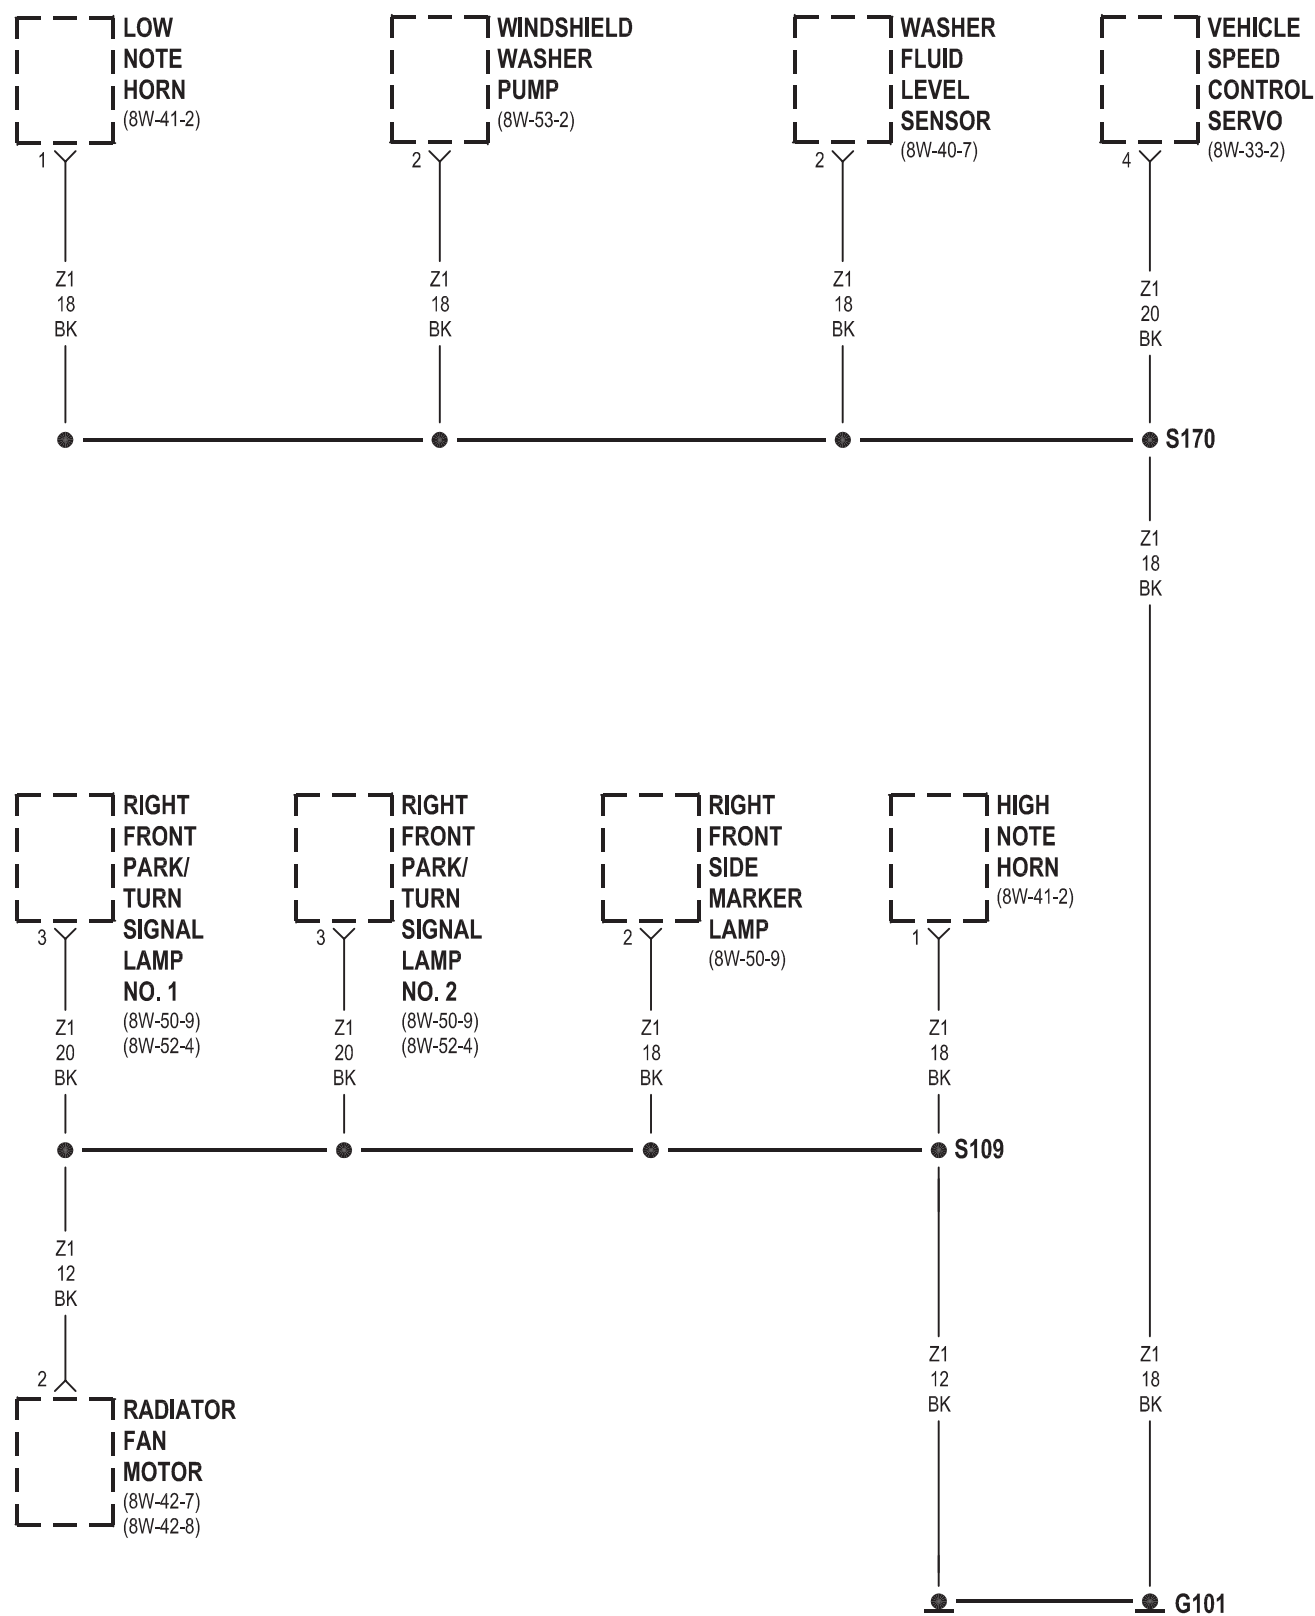 LOW
NOTE
HORN
(8W-41-2)
1
Z1
18
BK
WINDSHIELD
WASHER
PUMP
(8W-53-2)
2
Z1
18
BK
WASHER
FLUID
LEVEL
SENSOR
(8W-40-7)
2
Z1
18
BK
VEHICLE
SPEED
CONTROL
SERVO
(8W-33-2)
4
Z1
20
BK
S170
Z1
18
BK
RIGHT
FRONT
PARK/
TURN
SIGNAL
LAMP
NO. 1
(8W-50-9)
(8W-52-4)
3
Z1
20
BK
RIGHT
FRONT
PARK/
TURN
SIGNAL
LAMP
NO. 2
(8W-50-9)
(8W-52-4)
3
Z1
20
BK
RIGHT
FRONT
SIDE
MARKER
LAMP
(8W-50-9)
2
Z1
18
BK
HIGH
NOTE
HORN
(8W-41-2)
1
Z1
18
BK
S109
Z1
12
BK
2
RADIATOR
FAN
MOTOR
(8W-42-7)
(8W-42-8)
Z1
12
BK
Z1
18
BK
G101